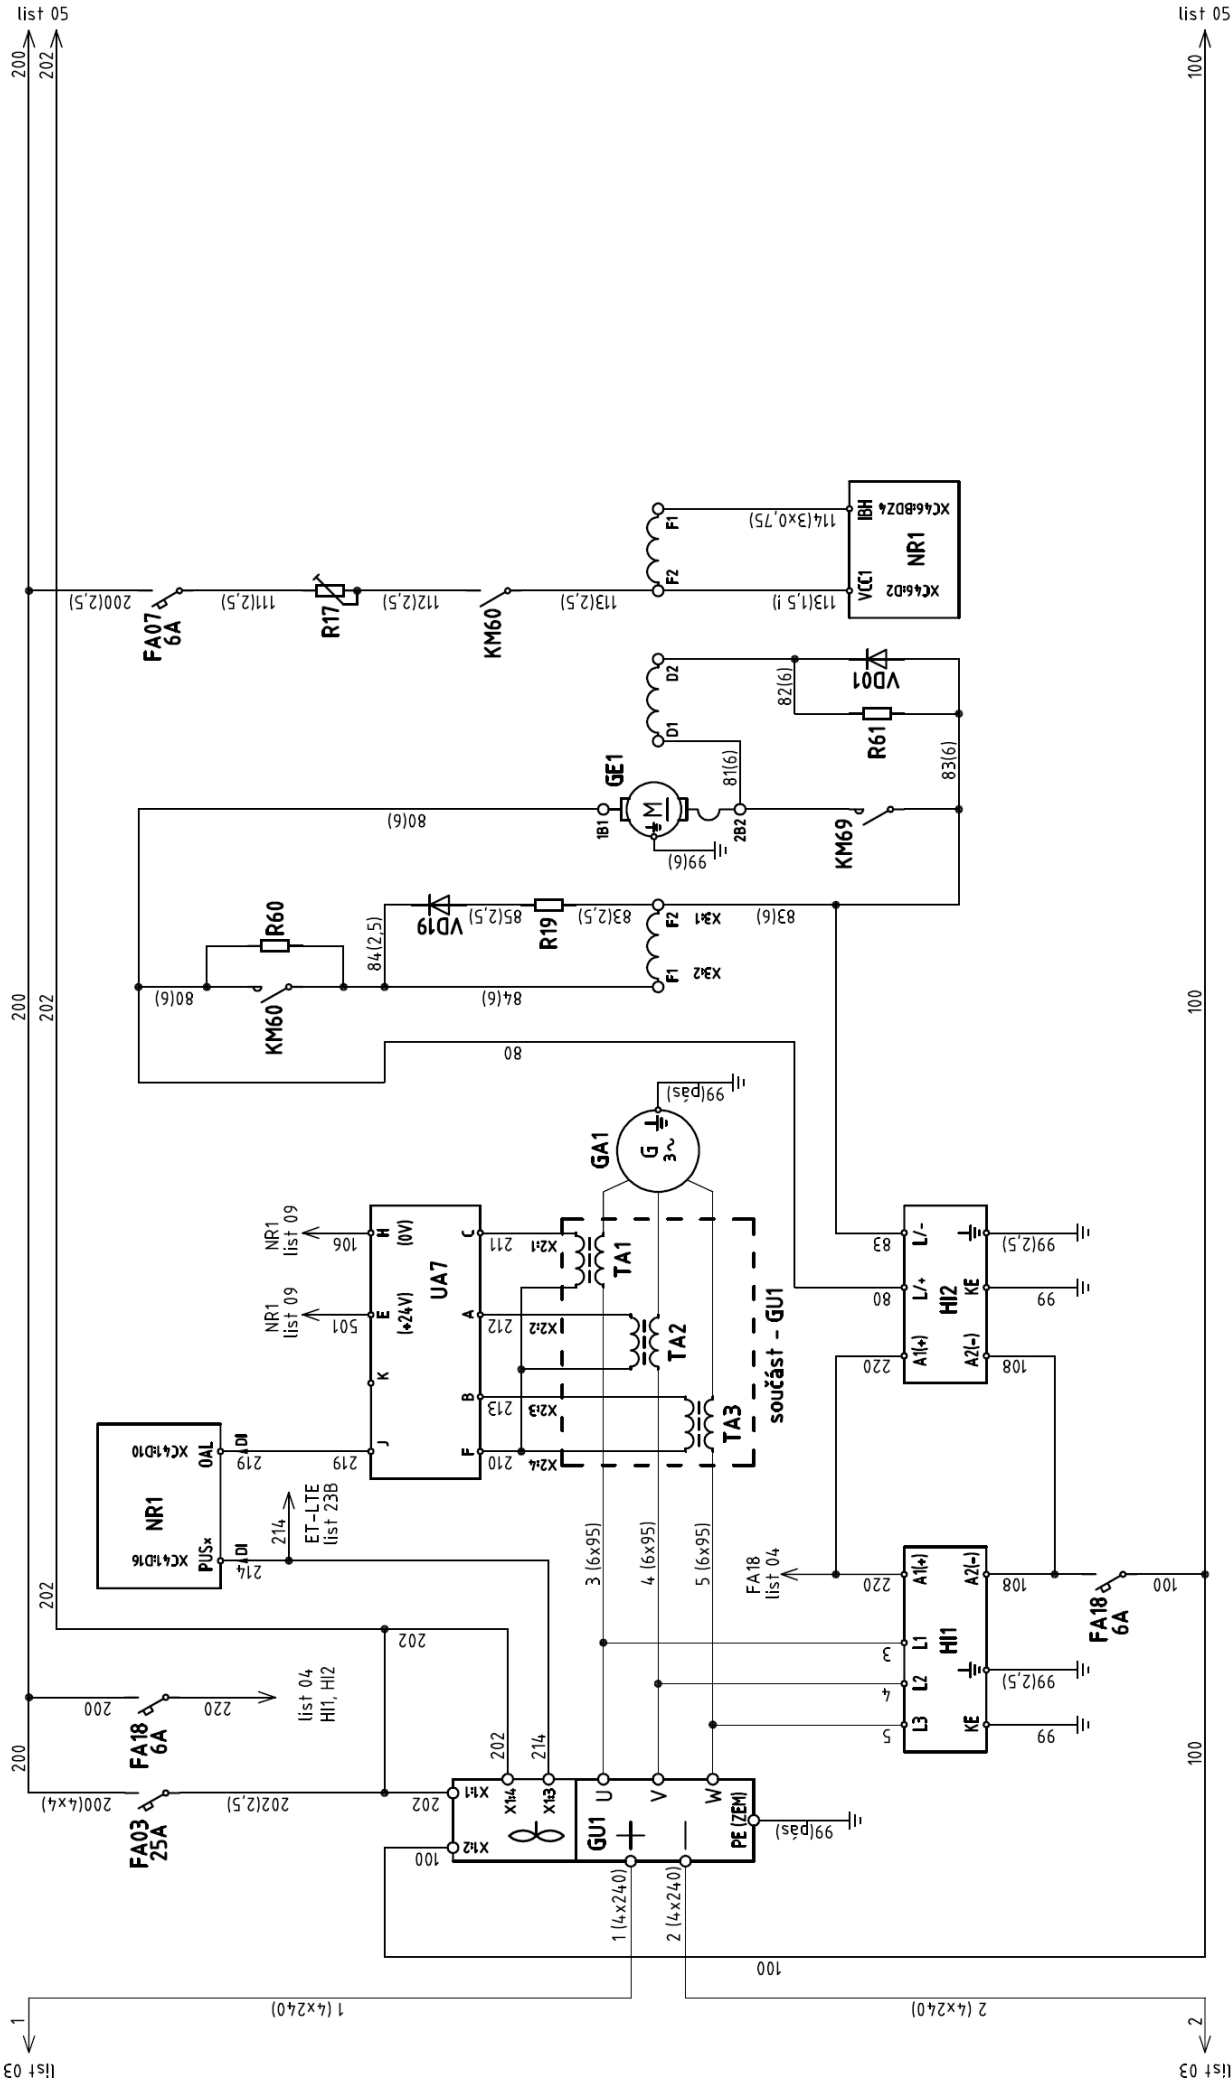 list 05
list 05
200
202
100
200(2,5)
FA07
6A
111(2,5)
R17
112(2,5)
KM60
113(2,5)
F1
F2
114(3x0,75)
113(1,5 !)
IBH
XC46:BDZ4
NR1
VCC1
XC46:D2
D2
D1
82(6)
VD01
R61
83(6)
GE1
M
1B1
2B2
81(6)
99(6)
KM69
80(6)
VD19
85(2,5)
R19
83(2,5)
84(2,5)
F2
X3:1
F1
X3:2
83(6)
R60
80(6)
KM60
84(6)
200
202
100
80
99(pás)
GA1
G
3~
NR1
list 09
106
H
(0V)
NR1
list 09
501
E
(+24V)
UA7
K
J
C
A
B
F
211
X2:1
212
X2:2
213
X2:3
210
X2:4
TA1
TA2
TA3
součást - GU1
83
L/-
99(2,5)
80
L/+
HI2
KE
99
220
A1(+)
A2(-)
108
XC41:D10
OAL
DI
219
219
NR1
XC41:D16
PUS×
DI
214
214
ET-LTE
list 23B
3 (6x95)
4 (6x95)
5 (6x95)
FA18
list 04
220
A1(+)
A2(-)
108
FA18
6A
100
202
202
3
L1
HI1
4
L2
99(2,5)
5
L3
KE
99
200
FA18
6A
220
list 04
HI1, HI2
200
200(4x4)
FA03
25A
202(2,5)
202
X1:1
202
X1:4
214
X1:3
100
X1:2
U
V
W
GU1
+
−
PE (ZEM)
99(pás)
100
1 (4x240)
2 (4x240)
100
1 (4x240)
2 (4x240)
1
2
list 03
list 03